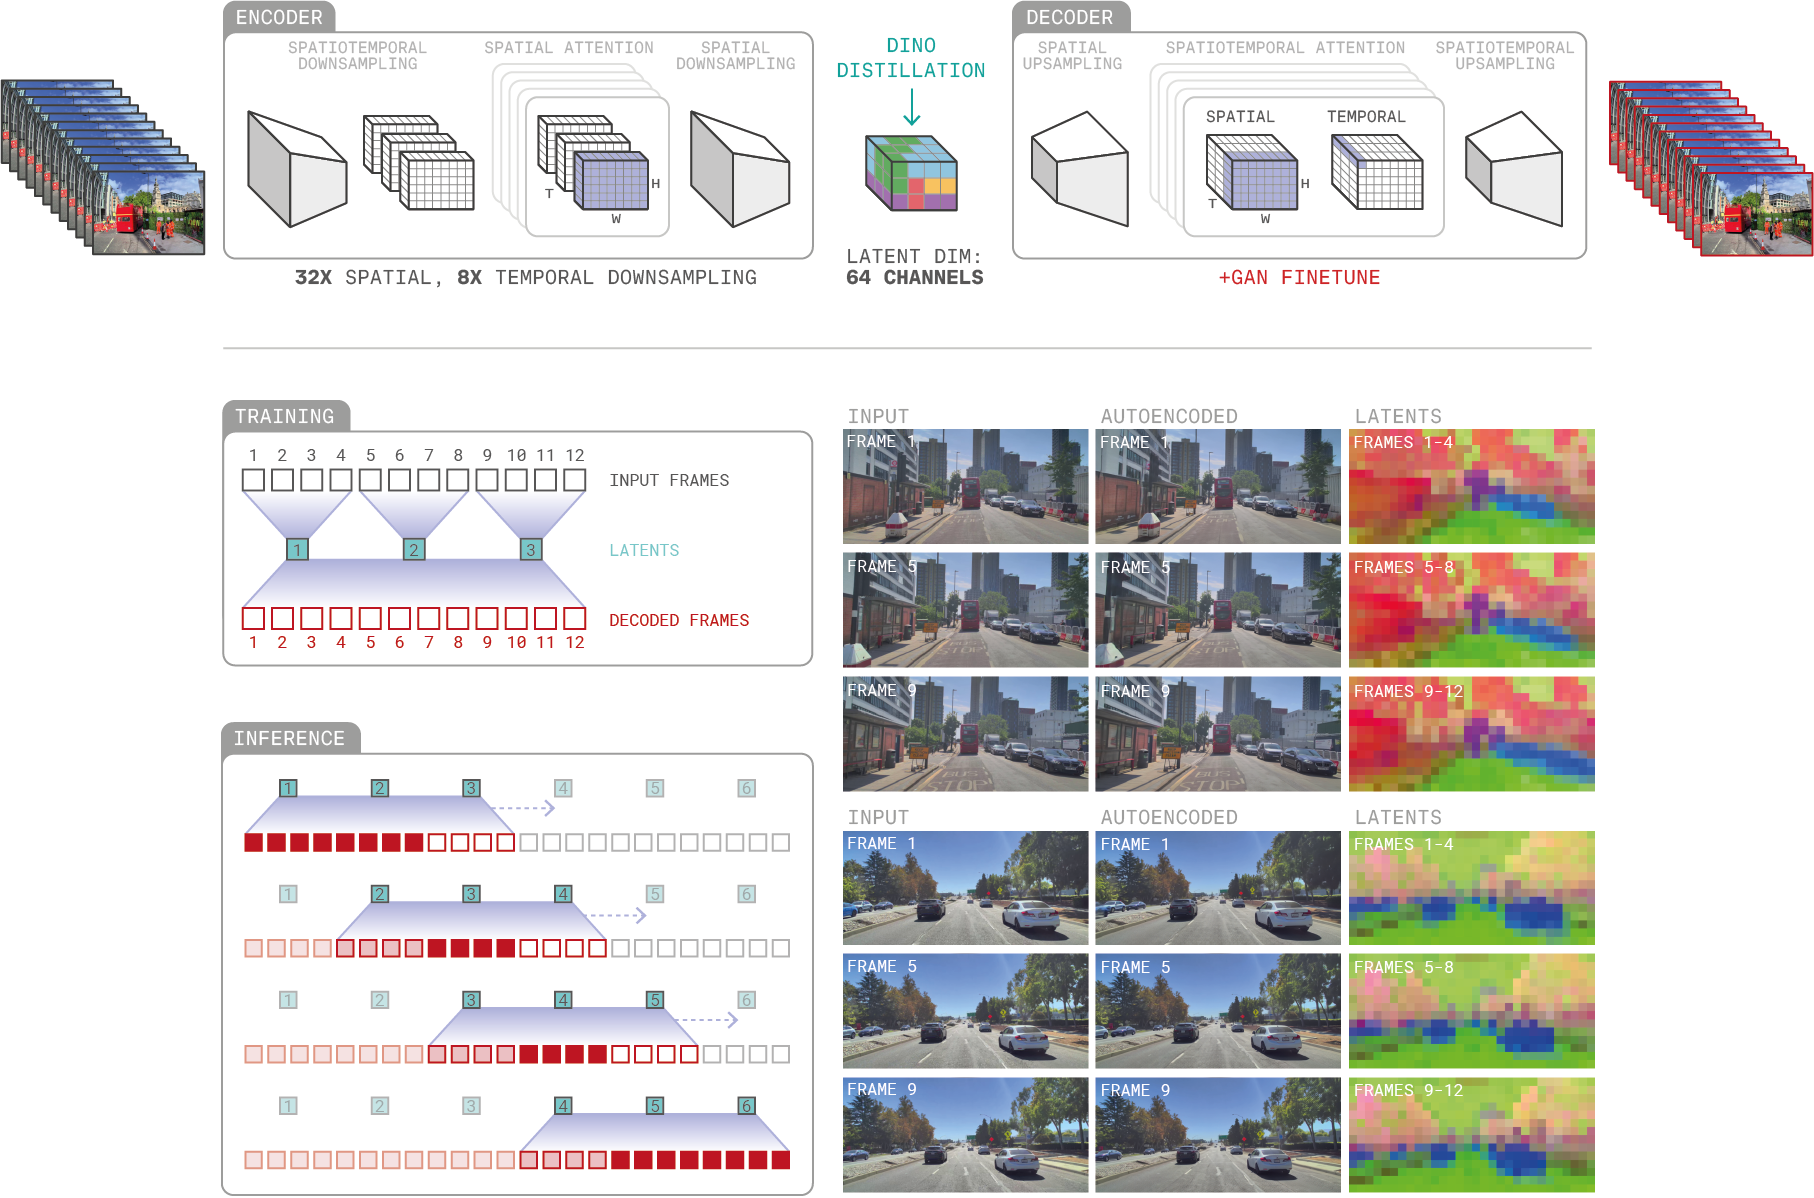 ENCODER
SPATIOTEMPORAL
DOWNSAMPLING
SPATIAL ATTENTION
SPATIAL
DOWNSAMPLING
T
H
W
32X SPATIAL, 8X TEMPORAL DOWNSAMPLING
DINO
DISTILLATION
LATENT DIM:
64 CHANNELS
DECODER
SPATIAL
UPSAMPLING
SPATIOTEMPORAL ATTENTION
SPATIOTEMPORAL
UPSAMPLING
SPATIAL
TEMPORAL
T
H
W
+GAN FINETUNE
TRAINING
1 2 3 4 5 6 7 8 9 10 11 12
INPUT FRAMES
1 2 3
LATENTS
DECODED FRAMES
1 2 3 4 5 6 7 8 9 10 11 12
INFERENCE
1 2 3 4 5 6
1 2 3 4 5 6
1 2 3 4 5 6
1 2 3 4 5 6
INPUT AUTOENCODED LATENTS
FRAME 1 FRAME 1 FRAMES 1-4
FRAME 5 FRAME 5 FRAMES 5-8
STOP STOP
FRAME 9 FRAME 9 FRAMES 9-12
BUS BUS
STOP STOP
INPUT AUTOENCODED LATENTS
FRAME 1 FRAME 1 FRAMES 1-4
FRAME 5 FRAME 5 FRAMES 5-8
FRAME 9 FRAME 9 FRAMES 9-12